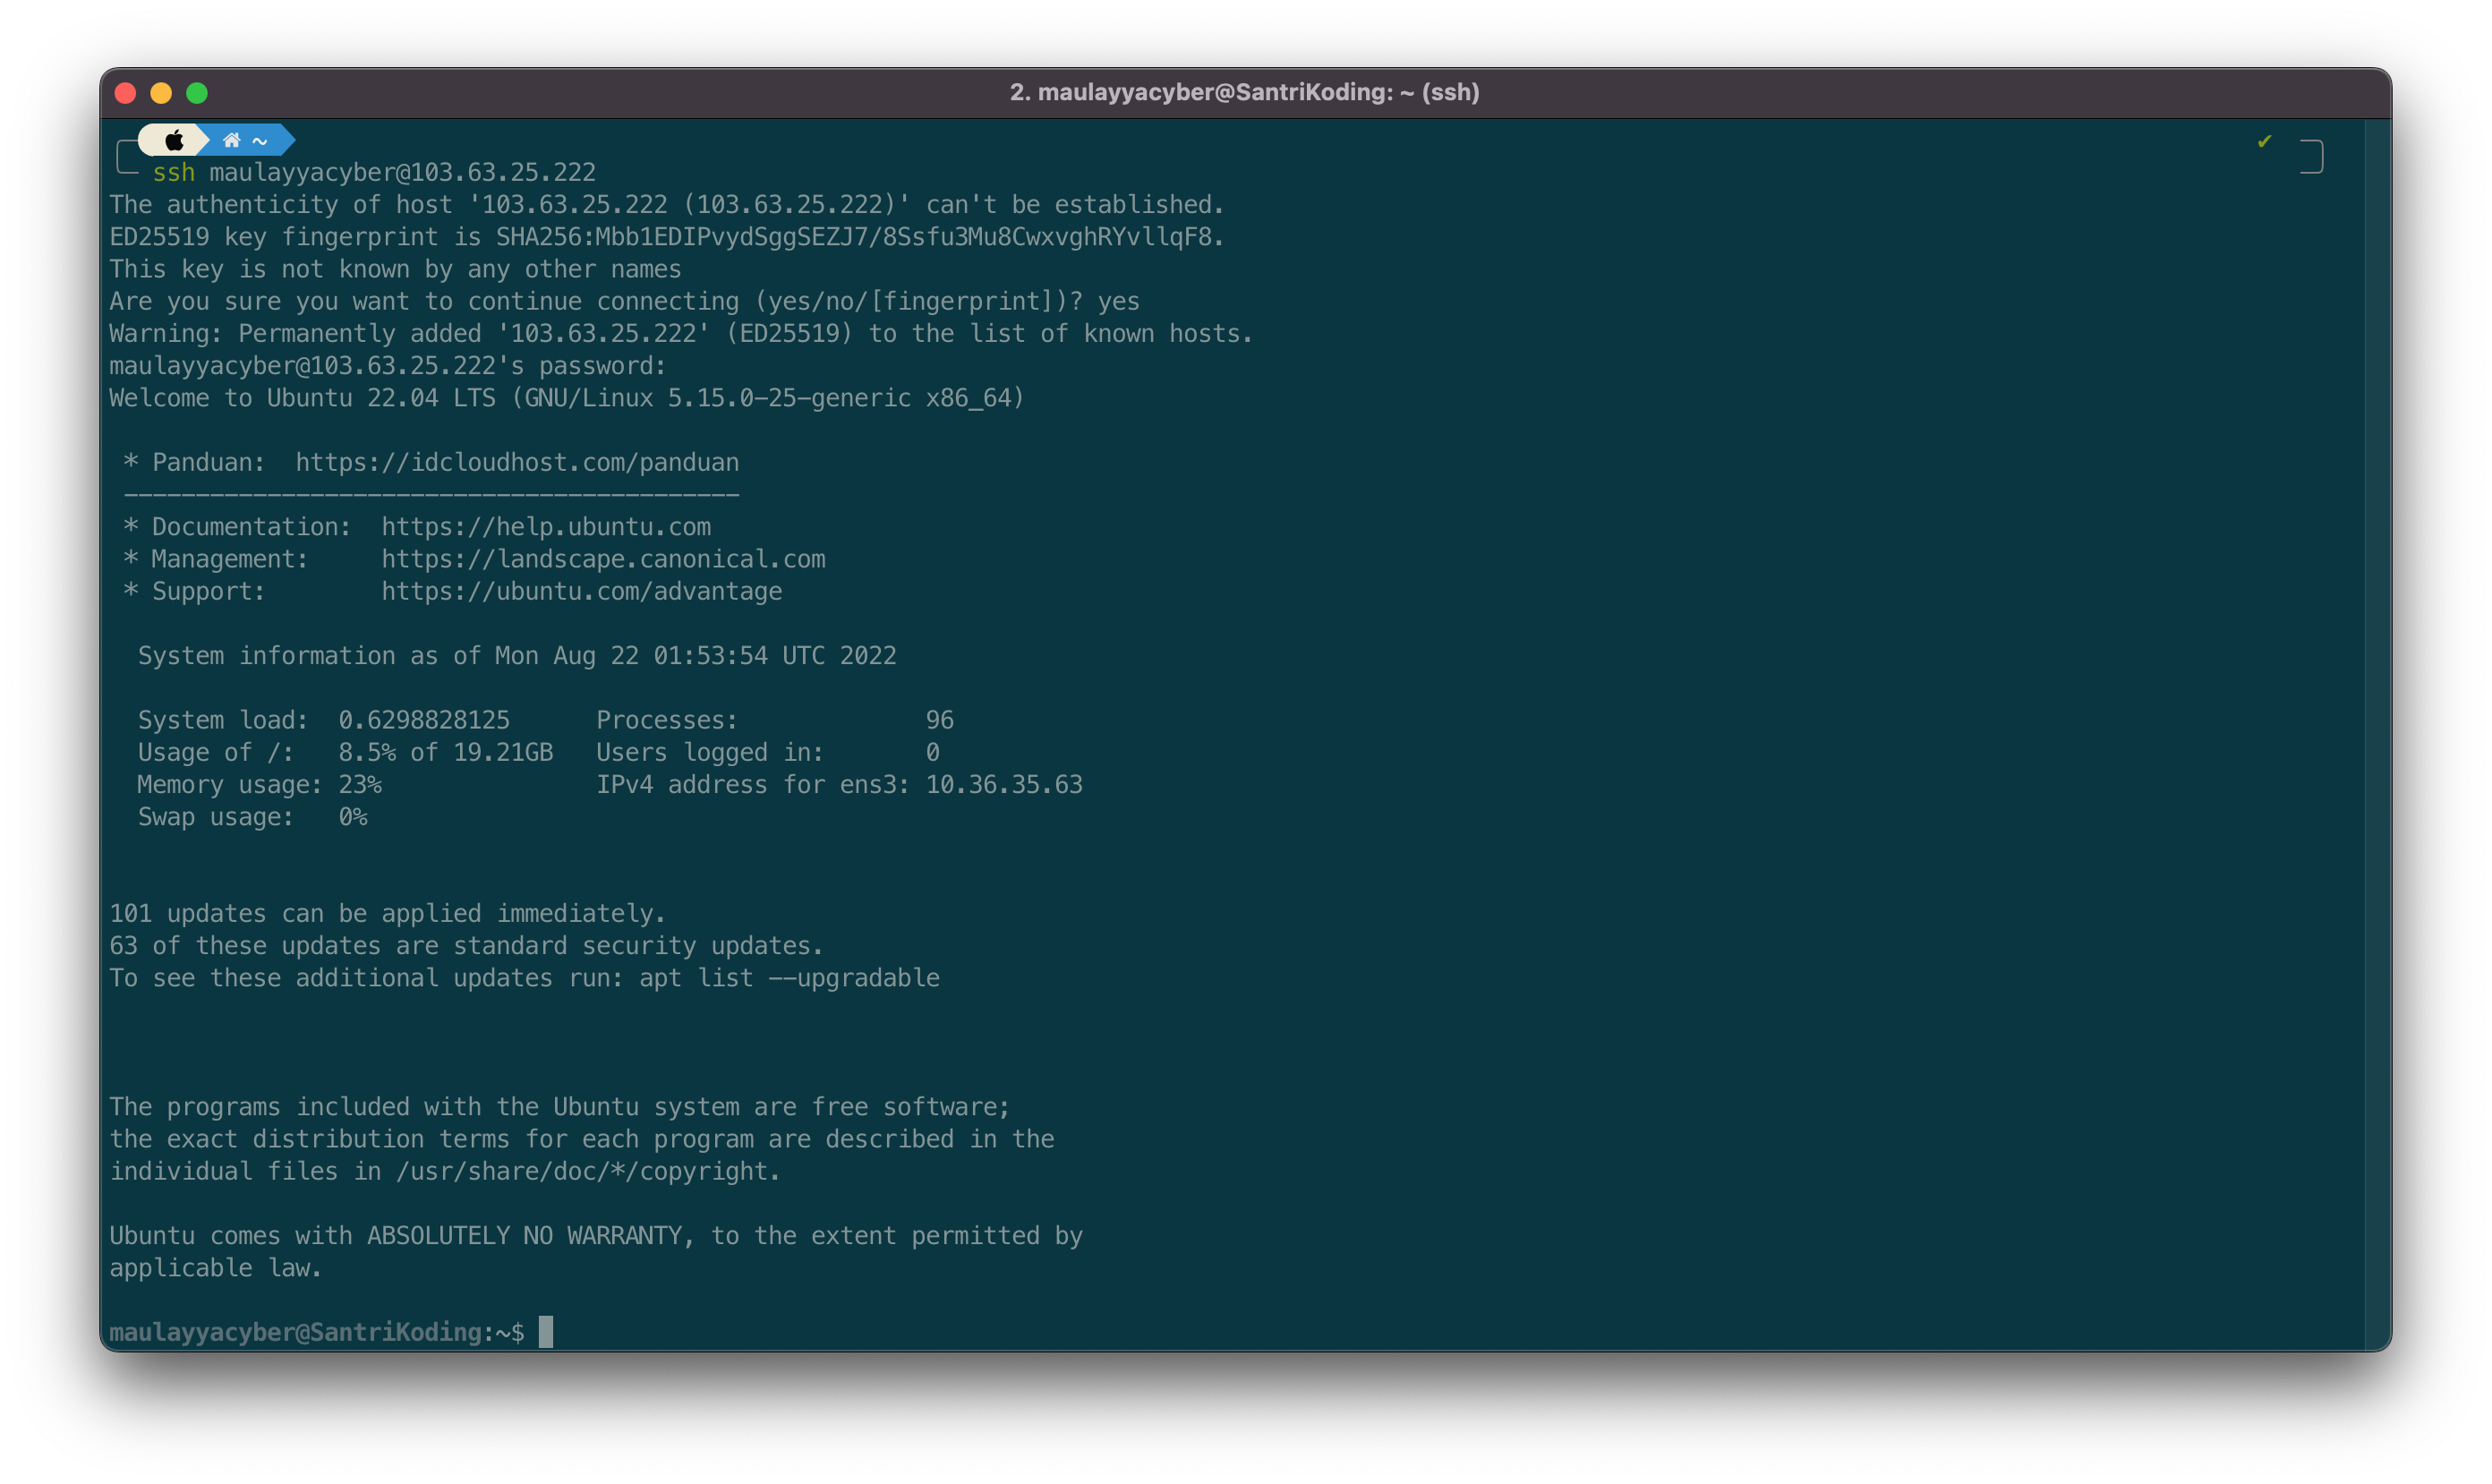 2. maulayyacyber@SantriKoding: ~ (ssh)
~
ssh maulayyacyber@103.63.25.222
The authenticity of host '103.63.25.222 (103.63.25.222)' can't be established.
ED25519 key fingerprint is SHA256:Mbb1EDIPvydSggSEZJ7/8Ssfu3Mu8CwxvghRYvllqF8.
This key is not known by any other names
Are you sure you want to continue connecting (yes/no/[fingerprint])? yes
Warning: Permanently added '103.63.25.222' (ED25519) to the list of known hosts.
maulayyacyber@103.63.25.222's password:
Welcome to Ubuntu 22.04 LTS (GNU/Linux 5.15.0-25-generic x86_64)
* Panduan:  https://idcloudhost.com/panduan
-------------------------------------------
* Documentation:  https://help.ubuntu.com
* Management:     https://landscape.canonical.com
* Support:        https://ubuntu.com/advantage
System information as of Mon Aug 22 01:53:54 UTC 2022
System load:  0.6298828125      Processes:             96
Usage of /:   8.5% of 19.21GB   Users logged in:       0
Memory usage: 23%               IPv4 address for ens3: 10.36.35.63
Swap usage:   0%
101 updates can be applied immediately.
63 of these updates are standard security updates.
To see these additional updates run: apt list --upgradable
The programs included with the Ubuntu system are free software;
the exact distribution terms for each program are described in the
individual files in /usr/share/doc/*/copyright.
Ubuntu comes with ABSOLUTELY NO WARRANTY, to the extent permitted by
applicable law.
maulayyacyber@SantriKoding:~$